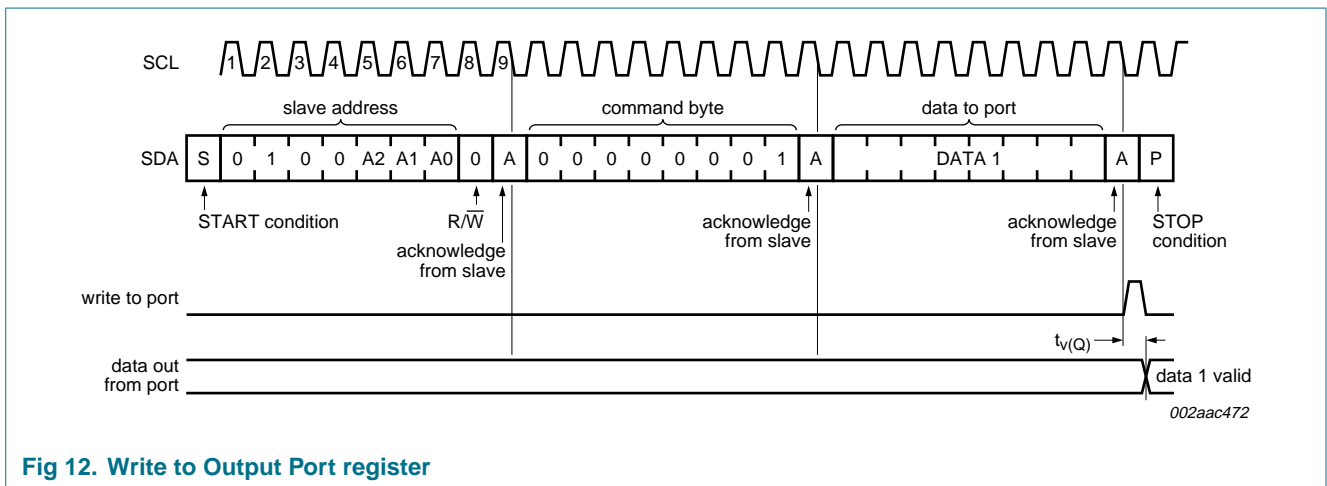 SCL 1 2 3 4 5 6 7 8 9
slave address command byte data to port
SDA S 0 1 0 0 A2 A1 A0 0 A 0 0 0 0 0 0 0 1 A DATA 1 A P
START condition R/W̅ acknowledge from slave acknowledge from slave acknowledge from slave STOP condition
write to port
tv(Q)
data out from port
data 1 valid
002aac472
Fig 12. Write to Output Port register